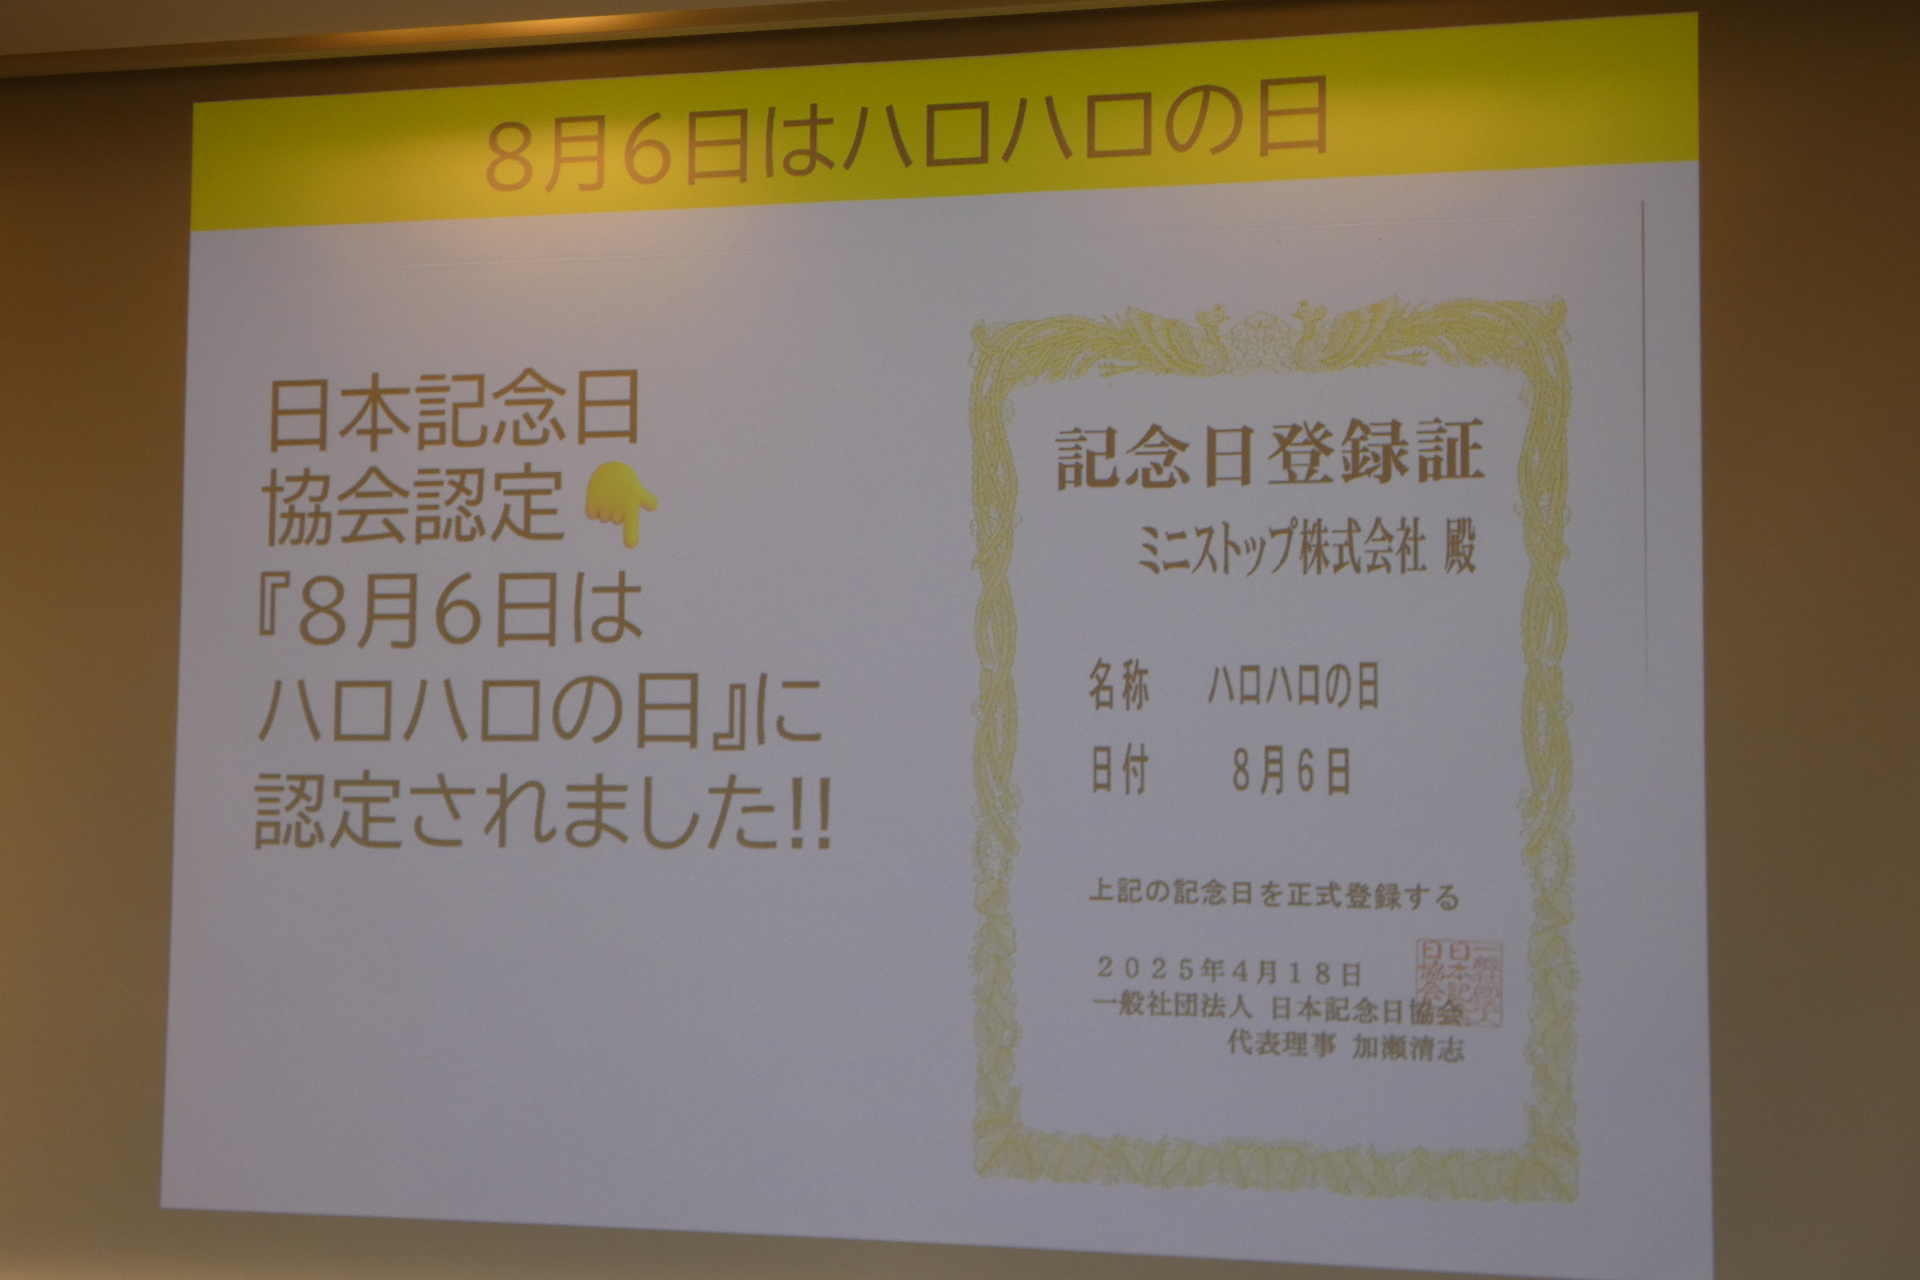 8月6日はハロハロの日
日本記念日
協会認定👇
『8月6日は
ハロハロの日』に
認定されました!!
記念日登録証
ミニストップ株式会社 殿
名称 ハロハロの日
日付 8月6日
上記の記念日を正式登録する
2025年4月18日
一般社団法人 日本記念日協会
代表理事 加瀬清志